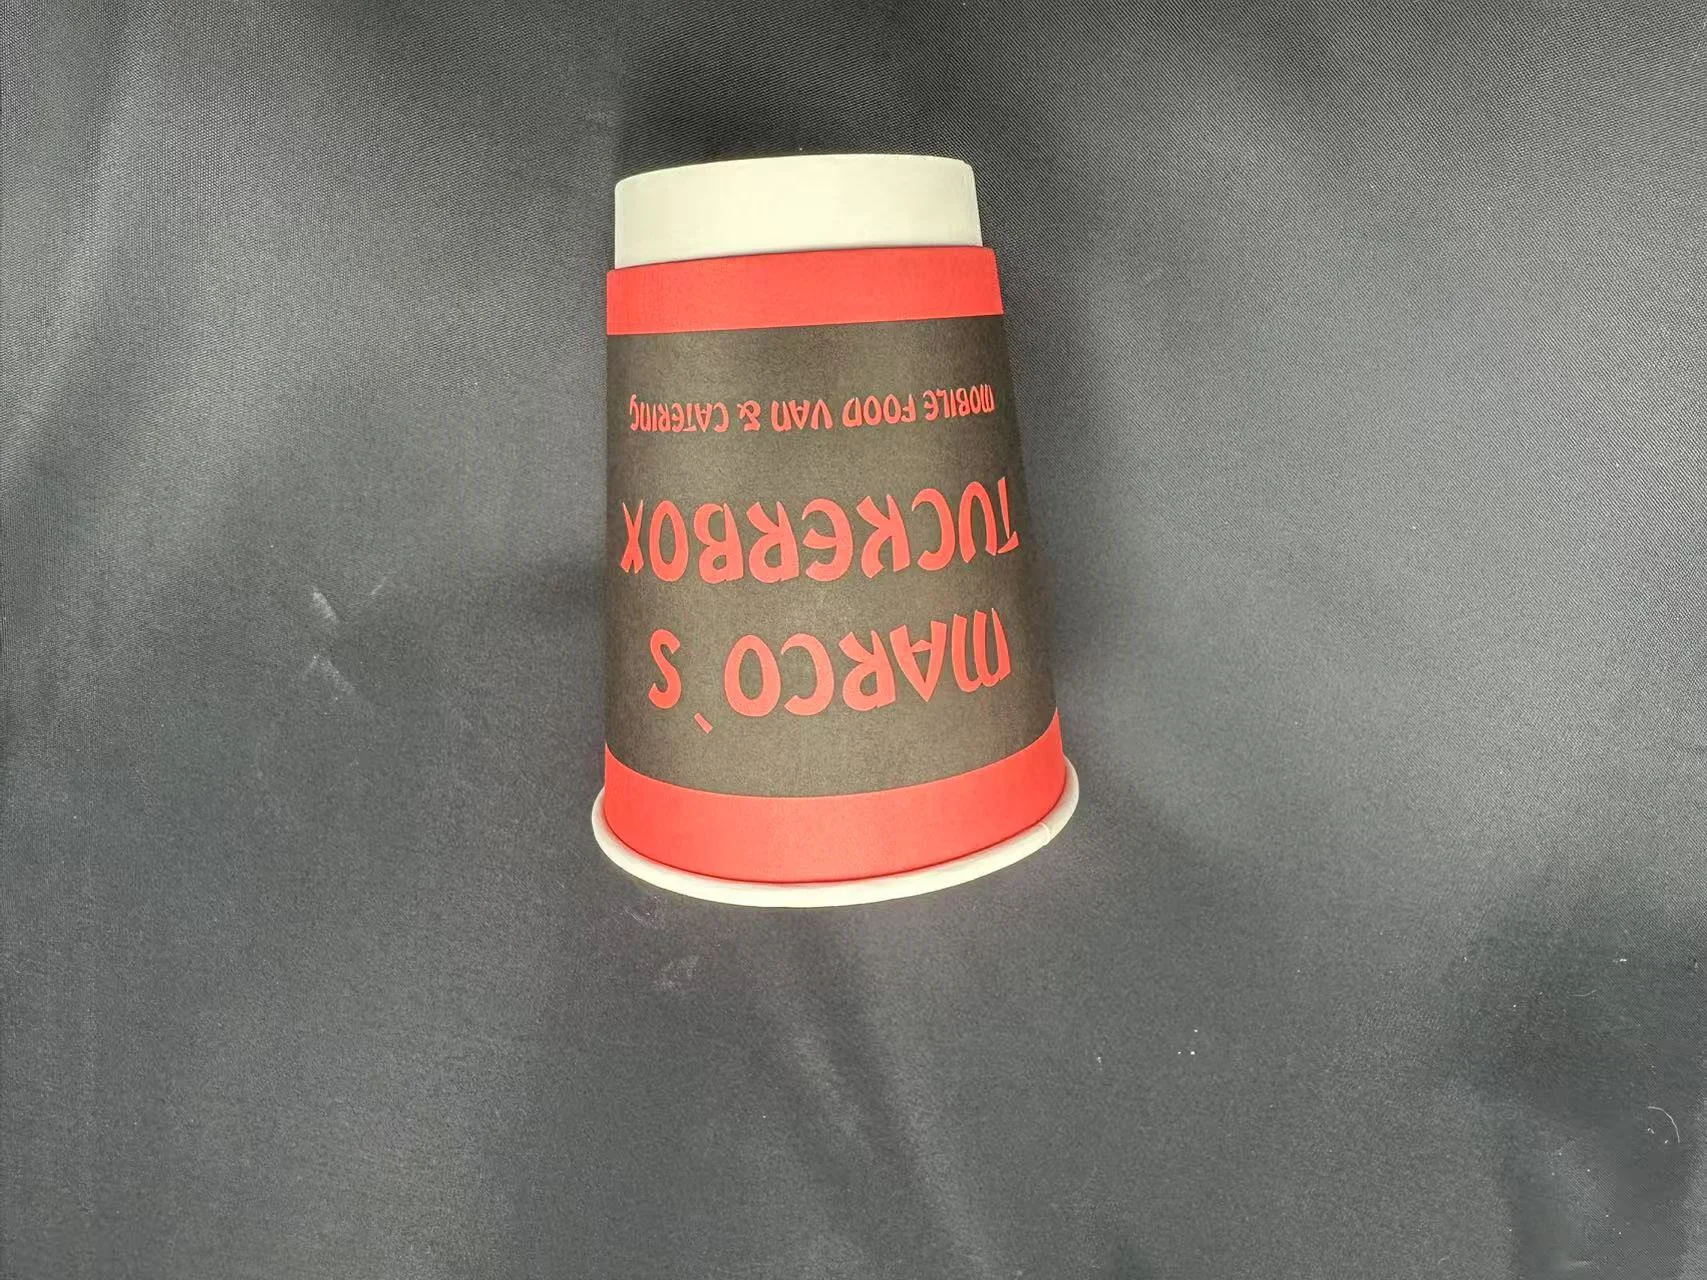 MARCO`S
TUCKERBOX
MOBILE FOOD VAN & CATERING